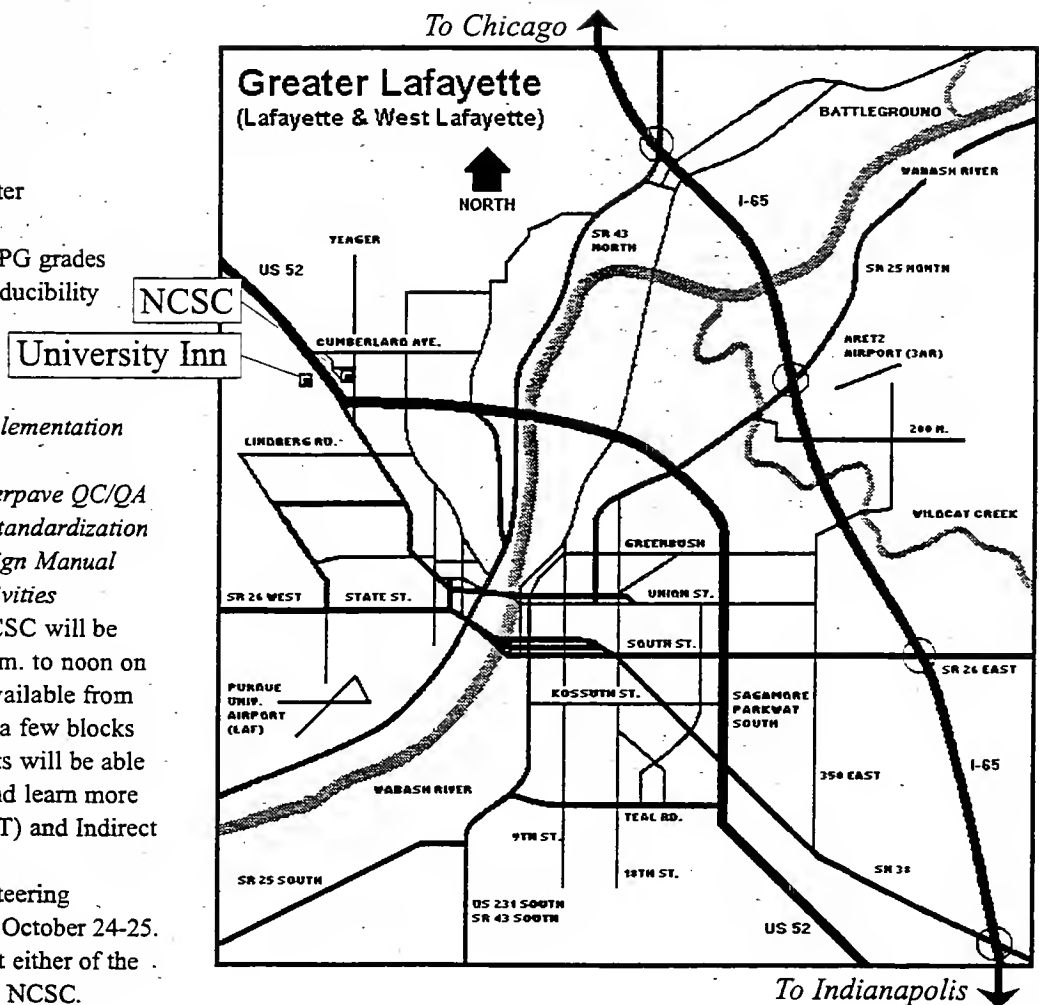 To Chicago
Greater Lafayette
(Lafayette & West Lafayette)
NORTH
BATTLEGROUND
WABASH RIVER
I-65
SR 43
NORTH
SR 25 NORTH
YEAGER
US 52
NCSC
University Inn
CUMBERLAND AVE.
ARETZ
AIRPORT (3AR)
LINDBERG RD.
200 N.
WILDCAT CREEK
GREENBUSH
SR 26 WEST
STATE ST.
UNION ST.
SOUTH ST.
SR 26 EAST
PURDUE
UNIV.
AIRPORT
(LAF)
KOSSUTH ST.
SAGAMORE
PARKWAY
SOUTH
350 EAST
I-65
WABASH RIVER
TEAL RD.
9TH ST.
18TH ST.
SR 38
SR 25 SOUTH
US 231 SOUTH
SR 43 SOUTH
US 52
To Indianapolis
ter
PG grades
ducibility
lementation
erpave QC/QA
tandardization
ign Manual
vities
CSC will be
m. to noon on
vailable from
a few blocks
ts will be able
nd learn more
T) and Indirect
teering
October 24-25.
t either of the
NCSC.